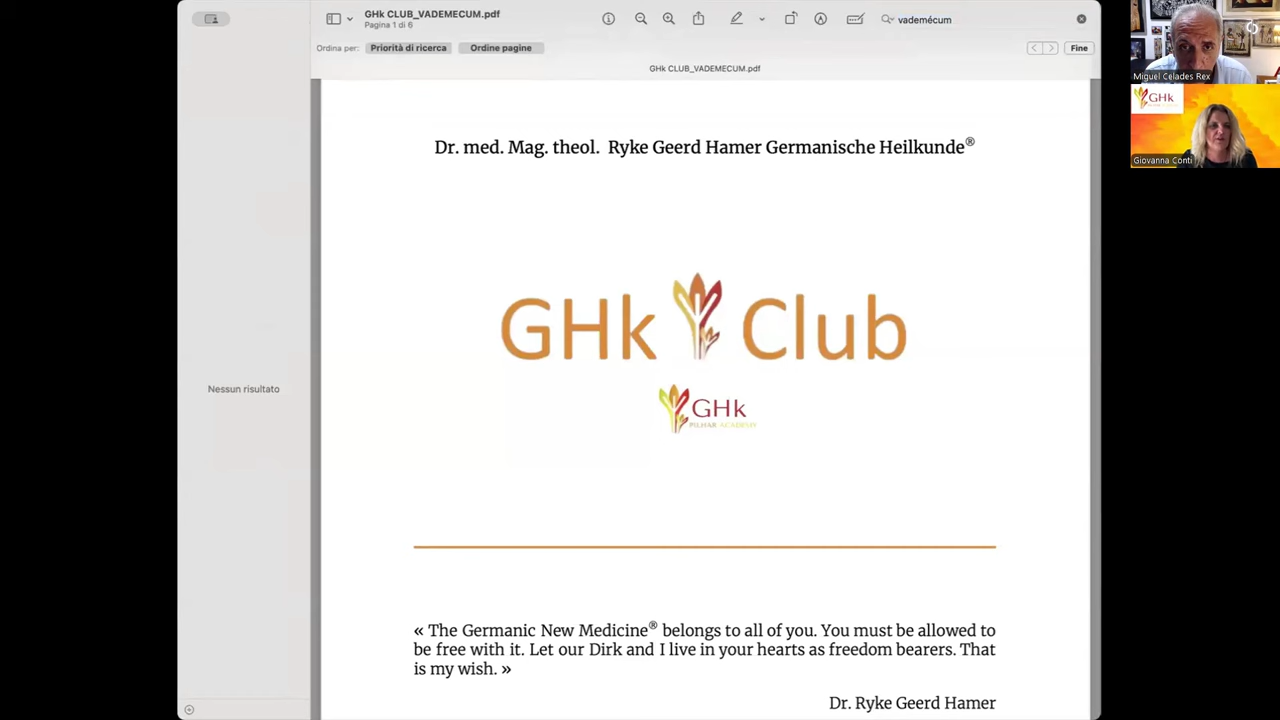 GHk CLUB_VADEMECUM.pdf
Pagina 1 di 6
vademécum
Ordina per:
Priorità di ricerca
Ordine pagine
Fine
GHk CLUB_VADEMECUM.pdf
Nessun risultato
Dr. med. Mag. theol. Ryke Geerd Hamer Germanische Heilkunde®
GHk Club
GHk
PILHAR ACADEMY
« The Germanic New Medicine® belongs to all of you. You must be allowed to
be free with it. Let our Dirk and I live in your hearts as freedom bearers. That
is my wish. »
Dr. Ryke Geerd Hamer
Miguel Celades Rex
GHk
Giovanna Conti